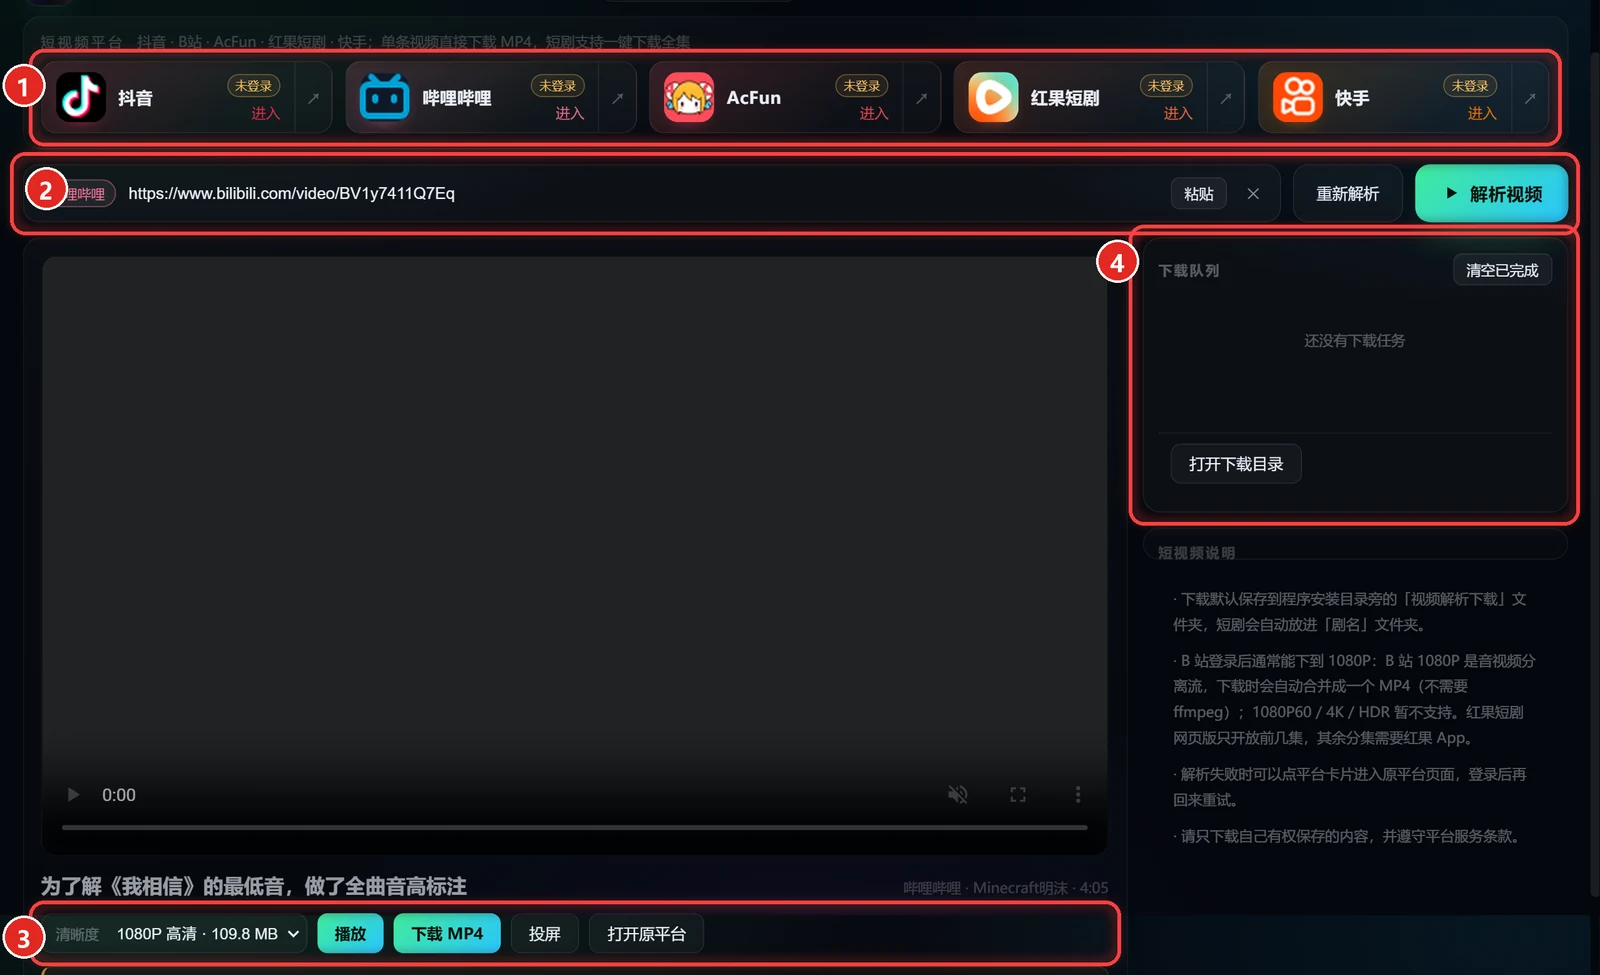 短视频平台 抖音 · B站 · AcFun · 红果短剧 · 快手；单条视频直接下载 MP4，短剧支持一键下载全集
1
抖音 未登录 进入 ↗
哔哩哔哩 未登录 进入 ↗
AcFun 未登录 进入 ↗
红果短剧 未登录 进入 ↗
快手 未登录 进入 ↗
2
哩哔哩 https://www.bilibili.com/video/BV1y7411Q7Eq 粘贴 × 重新解析 ▶ 解析视频
4
下载队列 清空已完成
还没有下载任务
打开下载目录
短视频说明
· 下载默认保存到程序安装目录旁的「视频解析下载」文
件夹，短剧会自动放进「剧名」文件夹。
· B 站登录后通常能下到 1080P：B 站 1080P 是音视频分
离流，下载时会自动合并成一个 MP4（不需要
ffmpeg）；1080P60 / 4K / HDR 暂不支持。红果短剧
网页版只开放前几集，其余分集需要红果 App。
· 解析失败时可以点平台卡片进入原平台页面，登录后再
回来重试。
· 请只下载自己有权保存的内容，并遵守平台服务条款。
0:00
为了解《我相信》的最低音，做了全曲音高标注
哔哩哔哩 · Minecraft明沫 · 4:05
3
清晰度 1080P 高清 · 109.8 MB 播放 下载 MP4 投屏 打开原平台